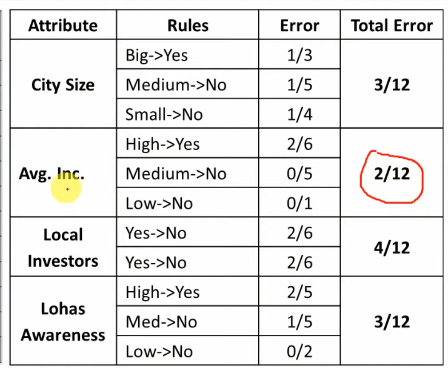 Attribute Rules Error Total Error
City Size Big->Yes 1/3 3/12
Medium->No 1/5
Small->No 1/4
Avg. Inc. High->Yes 2/6 2/12
Medium->No 0/5
Low->No 0/1
Local Investors Yes->No 2/6 4/12
Yes->No 2/6
Lohas Awareness High->Yes 2/5 3/12
Med->No 1/5
Low->No 0/2